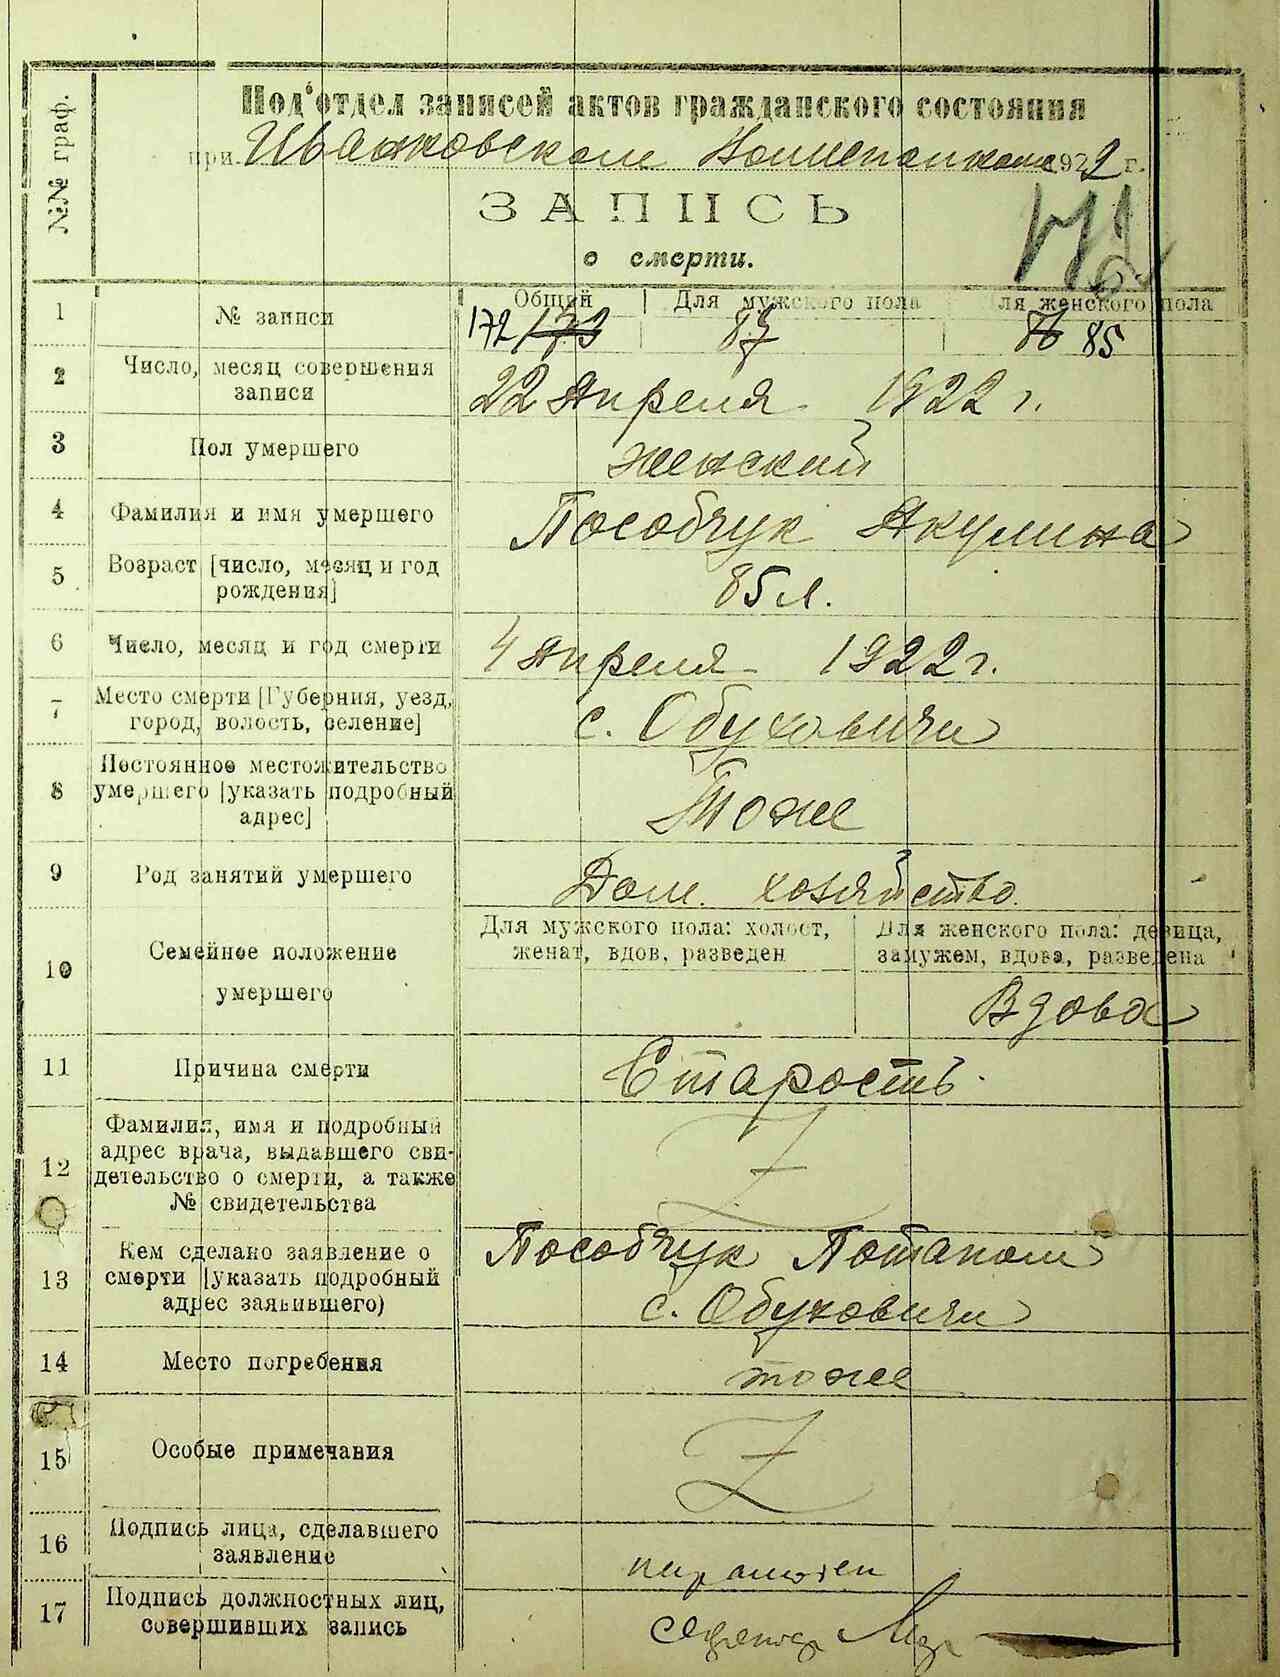 №№ граф.
Под'отдел записей актов гражданского состояния
при Иванковском 1922 г.
ЗАПИСЬ
о смерти.
1 № записи
Общий Для мужского пола Для женского пола
172/173 87 86 85
2 Число, месяц совершения записи
22 Апреля 1922 г.
3 Пол умершего
женский
4 Фамилия и имя умершего
Пособчук Якулина
5 Возраст [число, месяц и год рождения]
85 л.
6 Число, месяц и год смерти
4 Апреля 1922 г.
7 Место смерти [Губерния, уезд, город, волость, селение]
с. Обуховичи
8 Постоянное местожительство умершего [указать подробный адрес]
Тоже
9 Род занятий умершего
Дом. хозяйство.
10 Семейное положение умершего
Для мужского пола: холост, женат, вдов, разведен
Для женского пола: девица, замужем, вдова, разведена
Вдова
11 Причина смерти
Старость.
12 Фамилия, имя и подробный адрес врача, выдавшего свидетельство о смерти, а также № свидетельства
13 Кем сделано заявление о смерти [указать подробный адрес заявившего)
Пособчук Потапом
с. Обуховичи
14 Место погребения
тоже
15 Особые примечания
16 Подпись лица, сделавшего заявление
17 Подпись должностных лиц, совершивших запись